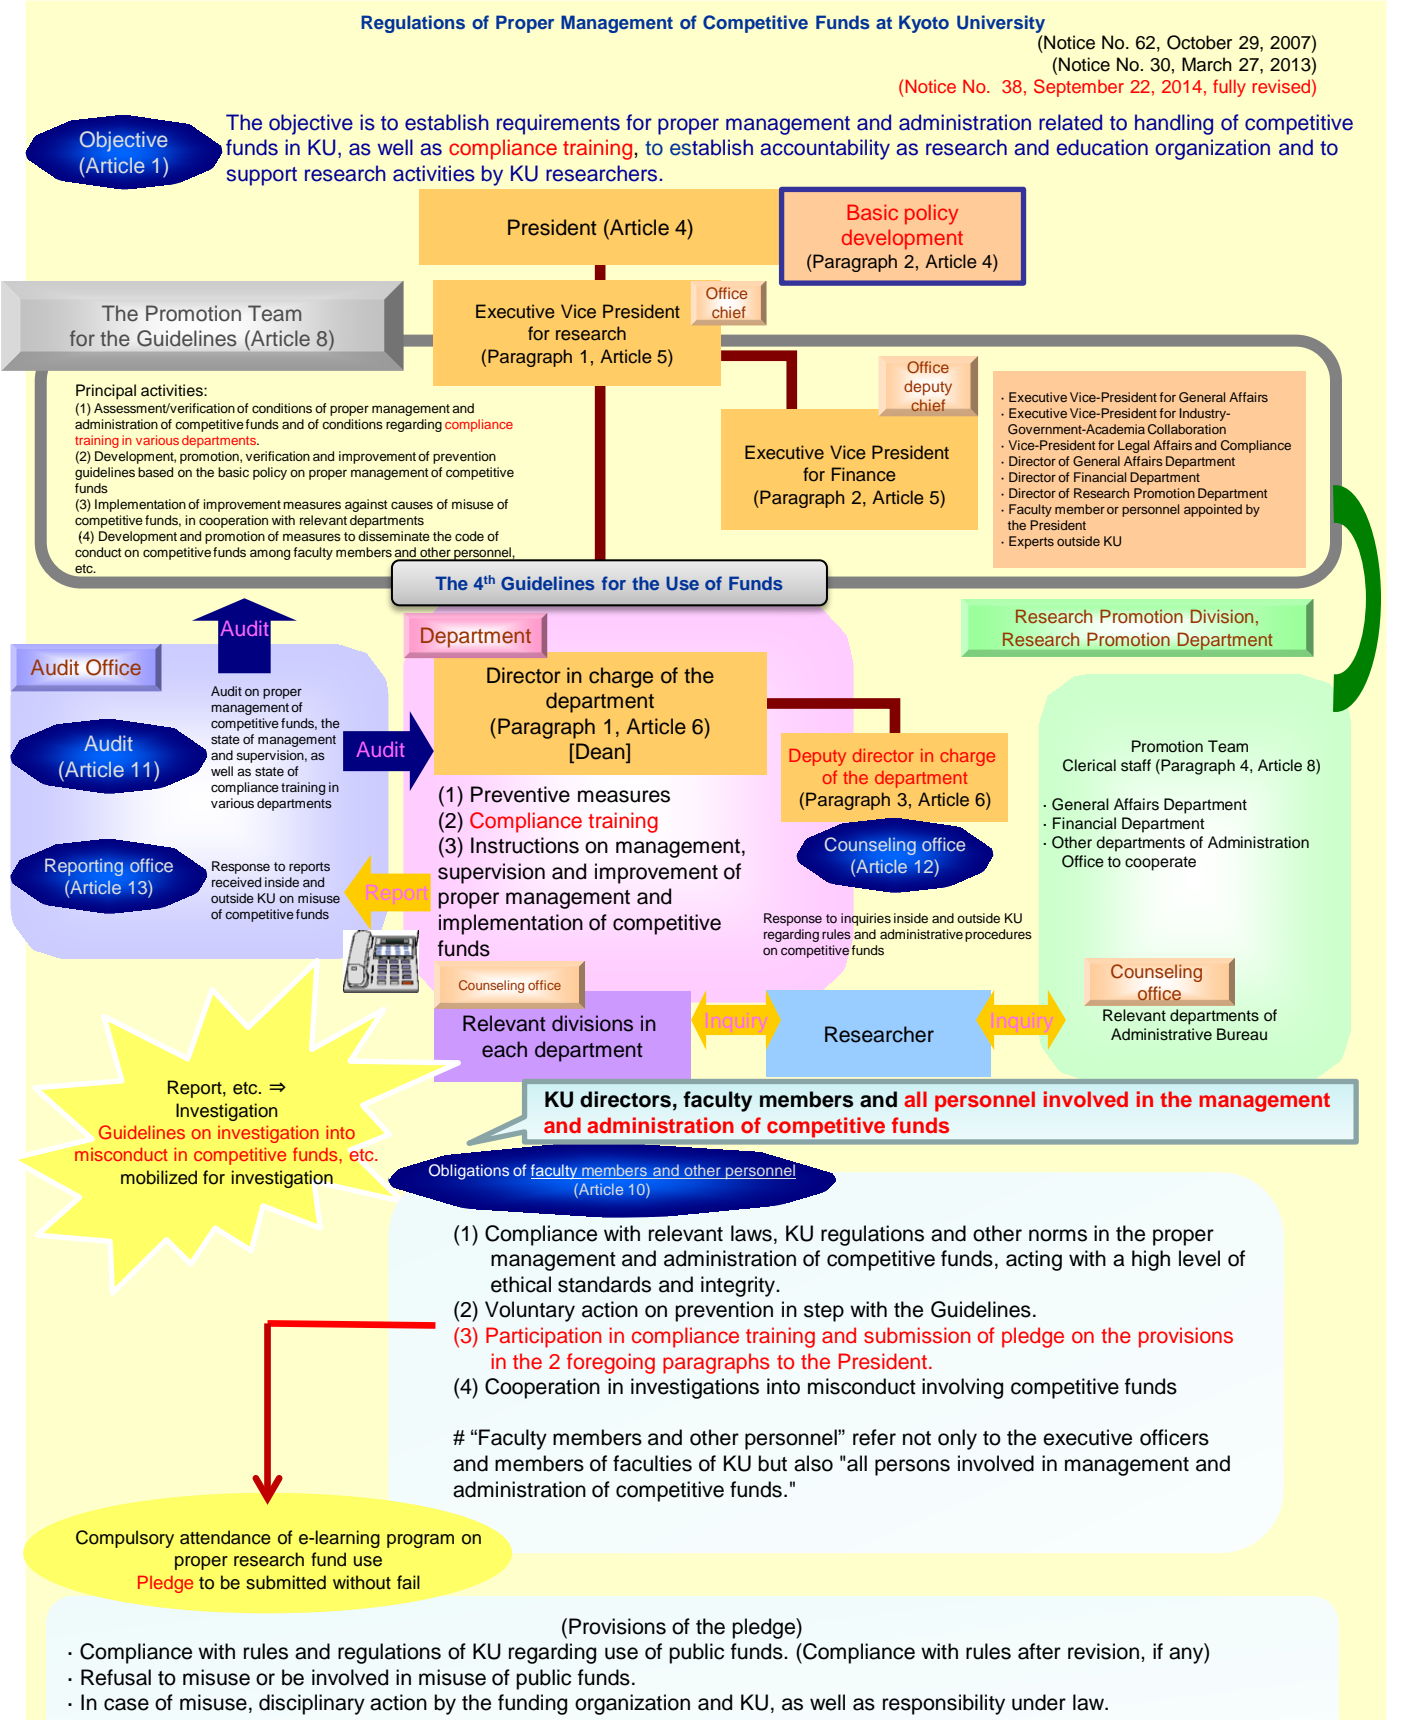 Regulations of Proper Management of Competitive Funds at Kyoto University
(Notice No. 62, October 29, 2007)
(Notice No. 30, March 27, 2013)
(Notice No.  38, September 22, 2014, fully revised)
Objective
(Article 1)
The objective is to establish requirements for proper management and administration related to handling of competitive
funds in KU, as well as compliance training, to establish accountability as research and education organization and to
support research activities by KU researchers.
President (Article 4)
Basic policy
development
(Paragraph 2, Article 4)
The Promotion Team
for the Guidelines (Article 8)
Executive Vice President
for research
(Paragraph 1, Article 5)
Office
chief
Office
deputy
chief
Executive Vice President
for Finance
(Paragraph 2, Article 5)
Principal activities:
(1) Assessment/verification of conditions of proper management and
administration of competitive funds and of conditions regarding compliance
training in various departments.
(2) Development, promotion, verification and improvement of prevention
guidelines based on the basic policy on proper management of competitive
funds
(3) Implementation of improvement measures against causes of misuse of
competitive funds, in cooperation with relevant departments
(4) Development and promotion of measures to disseminate the code of
conduct on competitive funds among faculty members and other personnel,
etc.
· Executive Vice-President for General Affairs
· Executive Vice-President for Industry-
Government-Academia Collaboration
· Vice-President for Legal Affairs and Compliance
· Director of General Affairs Department
· Director of Financial Department
· Director of Research Promotion Department
· Faculty member or personnel appointed by
the President
· Experts outside KU
The 4th Guidelines for the Use of Funds
Audit
Audit Office
Audit
(Article 11)
Audit on proper
management of
competitive funds, the
state of management
and supervision, as
well as state of
compliance training in
various departments
Audit
Reporting office
(Article 13)
Response to reports
received inside and
outside KU on misuse
of competitive funds
Report
Department
Director in charge of the
department
(Paragraph 1, Article 6)
[Dean]
(1) Preventive measures
(2) Compliance training
(3) Instructions on management,
supervision and improvement of
proper management and
implementation of competitive
funds
Deputy director in charge
of the department
(Paragraph 3, Article 6)
Counseling office
(Article 12)
Response to inquiries inside and outside KU
regarding rules and administrative procedures
on competitive funds
Research Promotion Division,
Research Promotion Department
Promotion Team
Clerical staff (Paragraph 4, Article 8)
· General Affairs Department
· Financial Department
· Other departments of Administration
Office to cooperate
Counseling office
Relevant divisions in
each department
Inquiry
Researcher
Inquiry
Counseling
office
Relevant departments of
Administrative Bureau
Report, etc. ⇒
Investigation
Guidelines on investigation into
misconduct in competitive funds, etc.
mobilized for investigation
KU directors, faculty members and all personnel involved in the management
and administration of competitive funds
Obligations of faculty members and other personnel
(Article 10)
(1) Compliance with relevant laws, KU regulations and other norms in the proper
management and administration of competitive funds, acting with a high level of
ethical standards and integrity.
(2) Voluntary action on prevention in step with the Guidelines.
(3) Participation in compliance training and submission of pledge on the provisions
in the 2 foregoing paragraphs to the President.
(4) Cooperation in investigations into misconduct involving competitive funds
# “Faculty members and other personnel” refer not only to the executive officers
and members of faculties of KU but also "all persons involved in management and
administration of competitive funds."
Compulsory attendance of e-learning program on
proper research fund use
Pledge to be submitted without fail
(Provisions of the pledge)
· Compliance with rules and regulations of KU regarding use of public funds. (Compliance with rules after revision, if any)
· Refusal to misuse or be involved in misuse of public funds.
· In case of misuse, disciplinary action by the funding organization and KU, as well as responsibility under law.